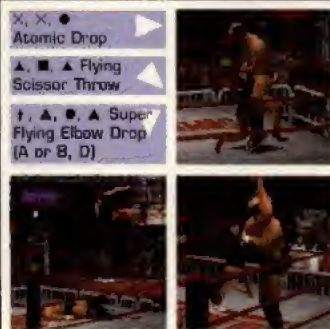 ✕, ✕, ●
Atomic Drop
▲, ■, ▲ Flying
Scissor Throw
↑, ▲, ●, ▲ Super
Flying Elbow Drop
(A or B, D)